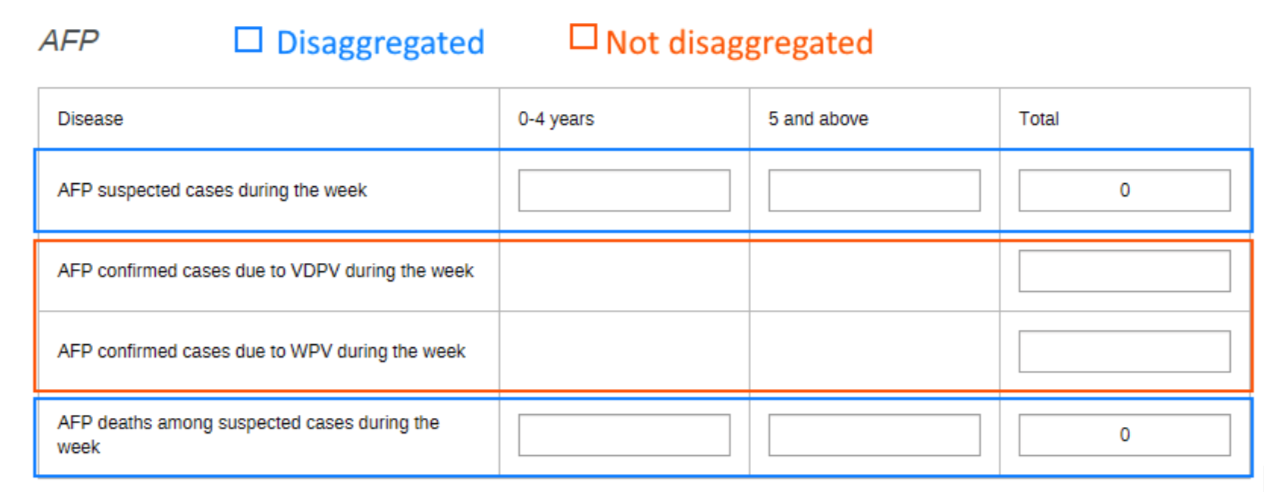 AFP Disaggregated Not disaggregated
Disease 0-4 years 5 and above Total
AFP suspected cases during the week 0
AFP confirmed cases due to VDPV during the week
AFP confirmed cases due to WPV during the week
AFP deaths among suspected cases during the
week 0